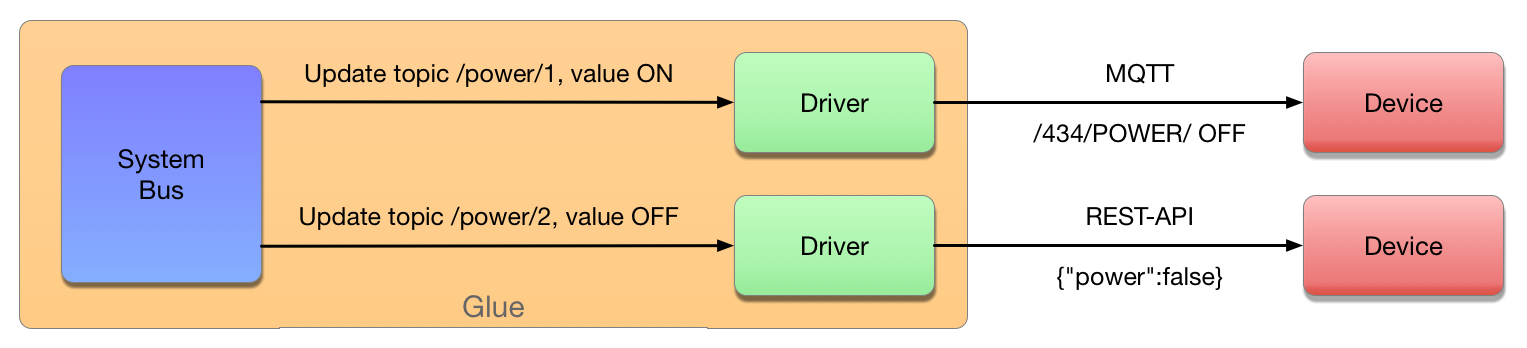 Update topic /power/1, value ON
Driver
MQTT
/434/POWER/ OFF
Device
System
Bus
Update topic /power/2, value OFF
Driver
REST-API
{"power":false}
Device
Glue